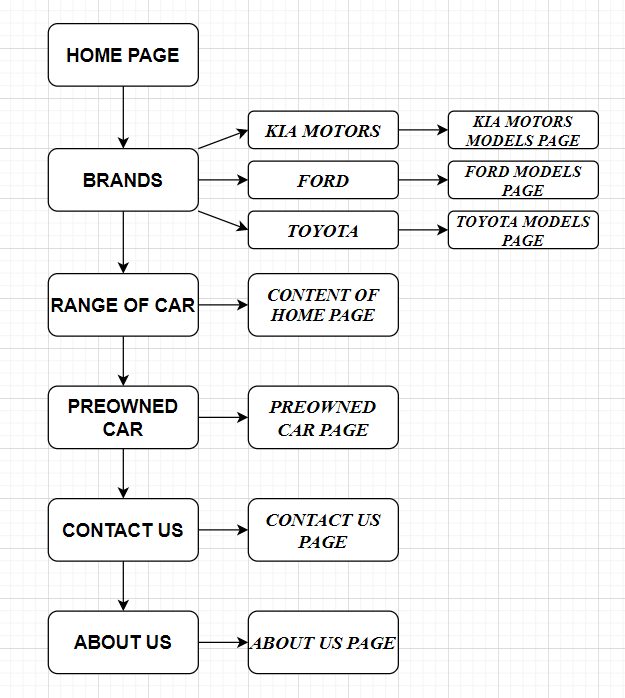 HOME PAGE
BRANDS
KIA MOTORS
KIA MOTORS
MODELS PAGE
FORD
FORD MODELS
PAGE
TOYOTA
TOYOTA MODELS
PAGE
RANGE OF CAR
CONTENT OF
HOME PAGE
PREOWNED
CAR
PREOWNED
CAR PAGE
CONTACT US
CONTACT US
PAGE
ABOUT US
ABOUT US PAGE